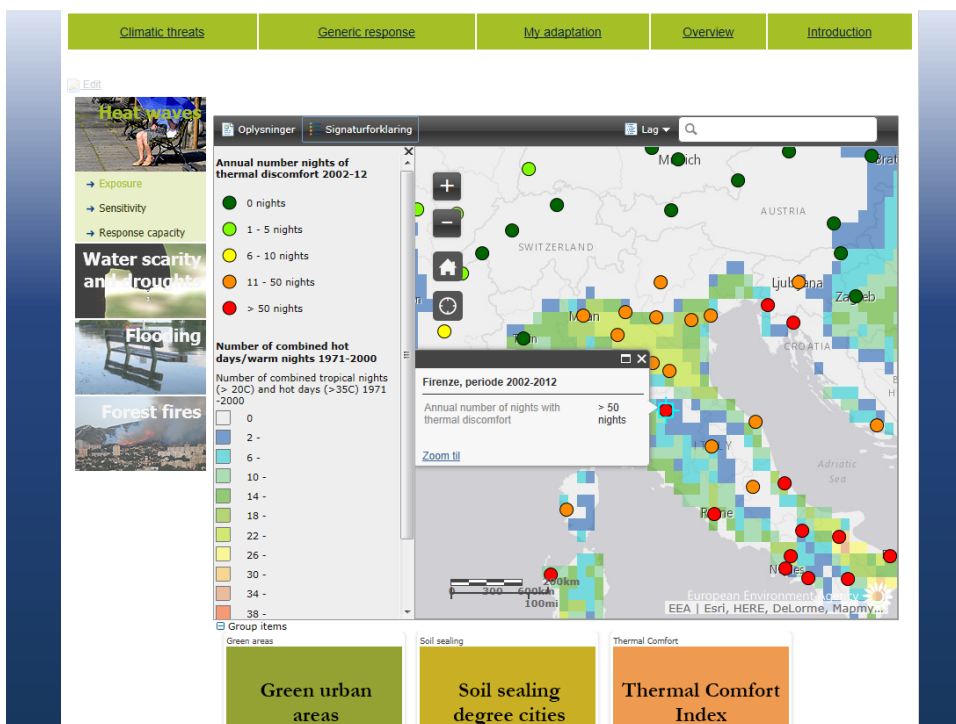 Climatic threats
Generic response
My adaptation
Overview
Introduction
Edit
Heat waves
Exposure
Sensitivity
Response capacity
Water scarity
and droughts
Flooding
Forest fires
Oplysninger
Signaturforklaring
Lag
Annual number nights of
thermal discomfort 2002-12
0 nights
1 - 5 nights
6 - 10 nights
11 - 50 nights
> 50 nights
Number of combined hot
days/warm nights 1971-2000
Number of combined tropical nights
(> 20C) and hot days (>35C) 1971
-2000
0
2 -
6 -
10 -
14 -
18 -
22 -
26 -
30 -
34 -
38 -
+
−
Munich
Brat
AUSTRIA
SWITZERLAND
Ljubljana
Zagreb
Milan
Turin
CROATIA
B
H
Firenze, periode 2002-2012
Annual number of nights with
thermal discomfort
> 50
nights
Zoom til
ITALY
Adriatic
Sea
Rome
Naples
200km
0 300 600km
100mi
European Environment Agency
EEA | Esri, HERE, DeLorme, Mapmy...
Group items
Green areas
Soil sealing
Thermal Comfort
Green urban
areas
Soil sealing
degree cities
Thermal Comfort
Index